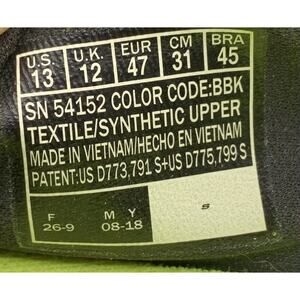 U.S. U.K. EUR CM BRA
13 12 47 31 45
SN 54152 COLOR CODE:BBK
TEXTILE/SYNTHETIC UPPER
MADE IN VIETNAM/HECHO EN VIETNAM
PATENT:US D773,791 S+US D775,799 S
F M Y S
26-9 08-18